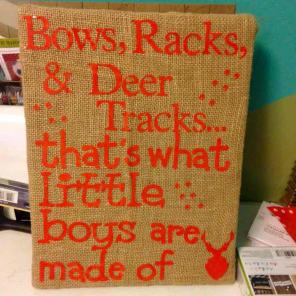 Bows, Racks,
& Deer
Tracks...
that's what
little
boys are
made of